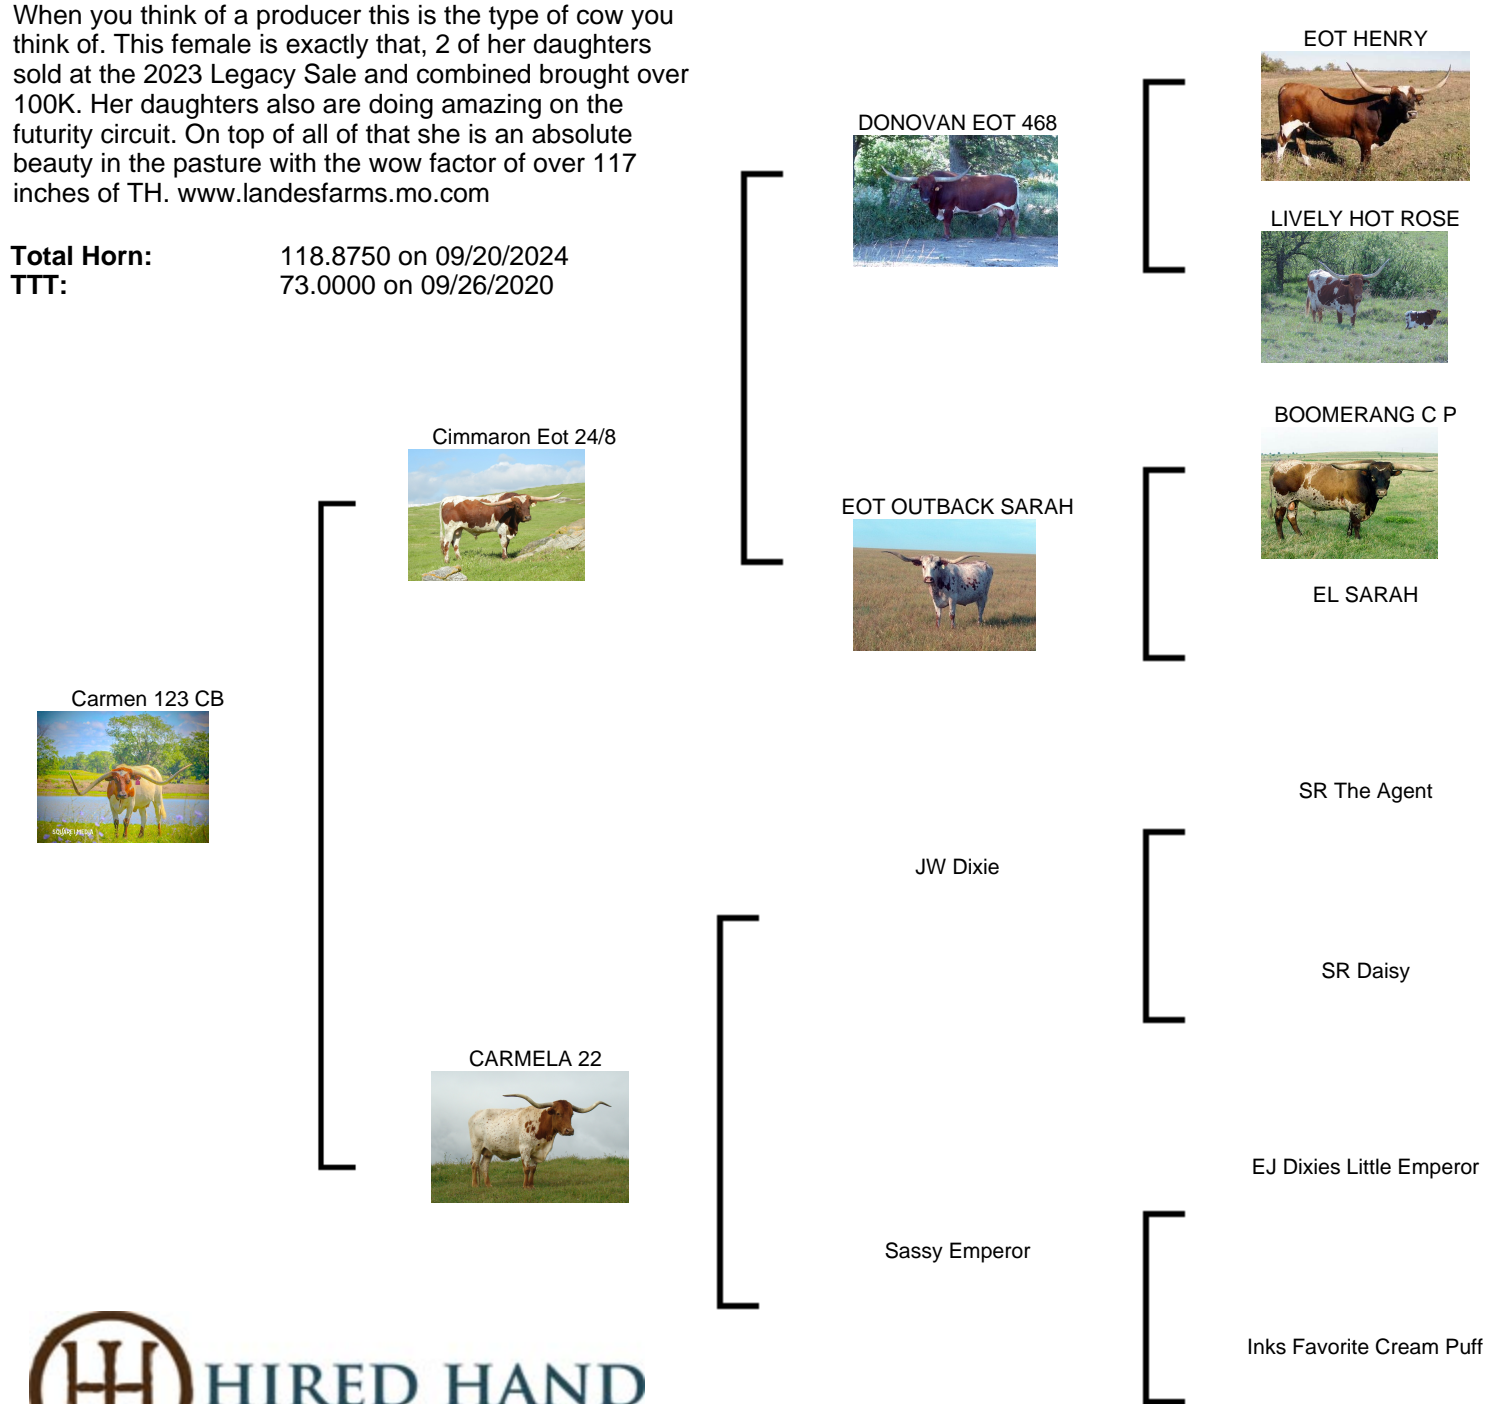 When you think of a producer this is the type of cow you
think of. This female is exactly that, 2 of her daughters
sold at the 2023 Legacy Sale and combined brought over
100K. Her daughters also are doing amazing on the
futurity circuit. On top of all of that she is an absolute
beauty in the pasture with the wow factor of over 117
inches of TH. www.landesfarms.mo.com
Total Horn: 118.8750 on 09/20/2024
TTT: 73.0000 on 09/26/2020
EOT HENRY
DONOVAN EOT 468
LIVELY HOT ROSE
BOOMERANG C P
Cimmaron Eot 24/8
EOT OUTBACK SARAH
EL SARAH
Carmen 123 CB
SQUARE1MEDIA
SR The Agent
JW Dixie
SR Daisy
CARMELA 22
EJ Dixies Little Emperor
Sassy Emperor
Inks Favorite Cream Puff
HIRED HAND